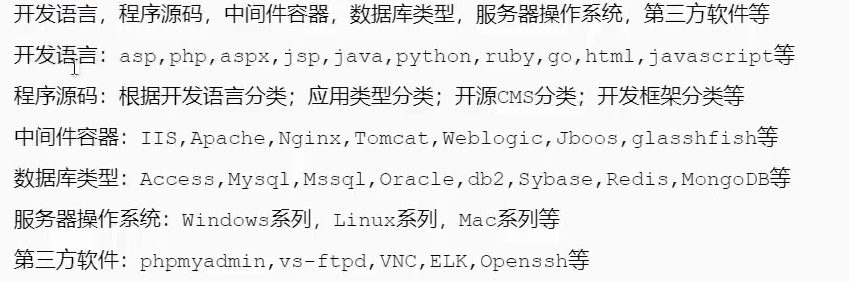 开发语言，程序源码，中间件容器，数据库类型，服务器操作系统，第三方软件等
开发语言：asp,php,aspx,jsp,java,python,ruby,go,html,javascript等
程序源码：根据开发语言分类；应用类型分类；开源CMS分类；开发框架分类等
中间件容器：IIS,Apache,Nginx,Tomcat,Weblogic,Jboos,glasshfish等
数据库类型：Access,Mysql,Mssql,Oracle,db2,Sybase,Redis,MongoDB等
服务器操作系统：Windows系列，Linux系列，Mac系列等
第三方软件：phpmyadmin,vs-ftpd,VNC,ELK,Openssh等